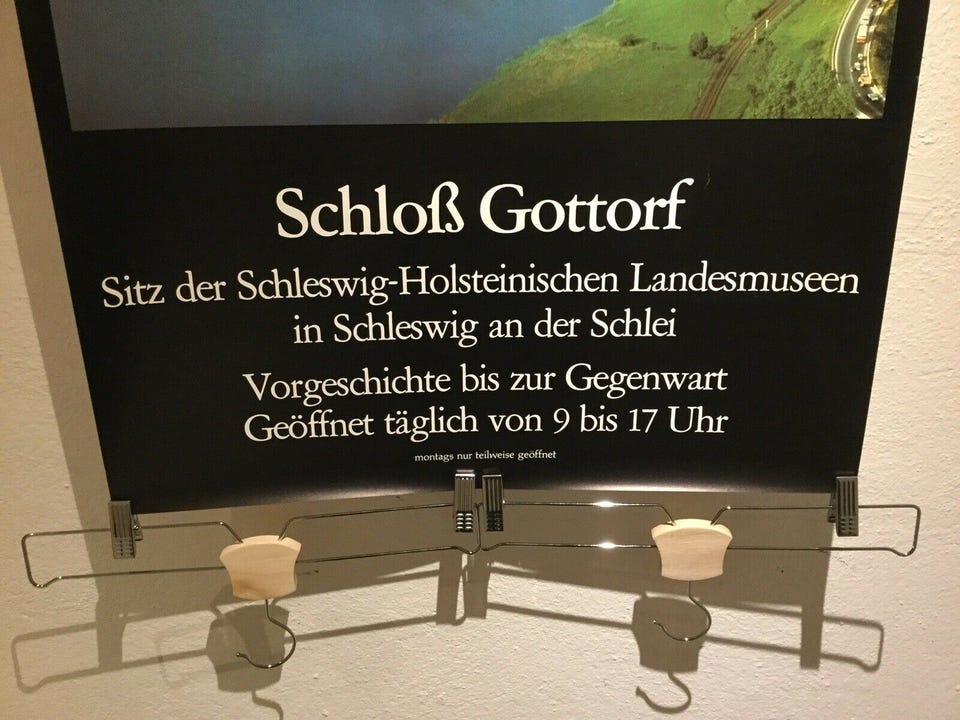 Schloß Gottorf
Sitz der Schleswig-Holsteinischen Landesmuseen
in Schleswig an der Schlei
Vorgeschichte bis zur Gegenwart
Geöffnet täglich von 9 bis 17 Uhr
montags nur teilweise geöffnet